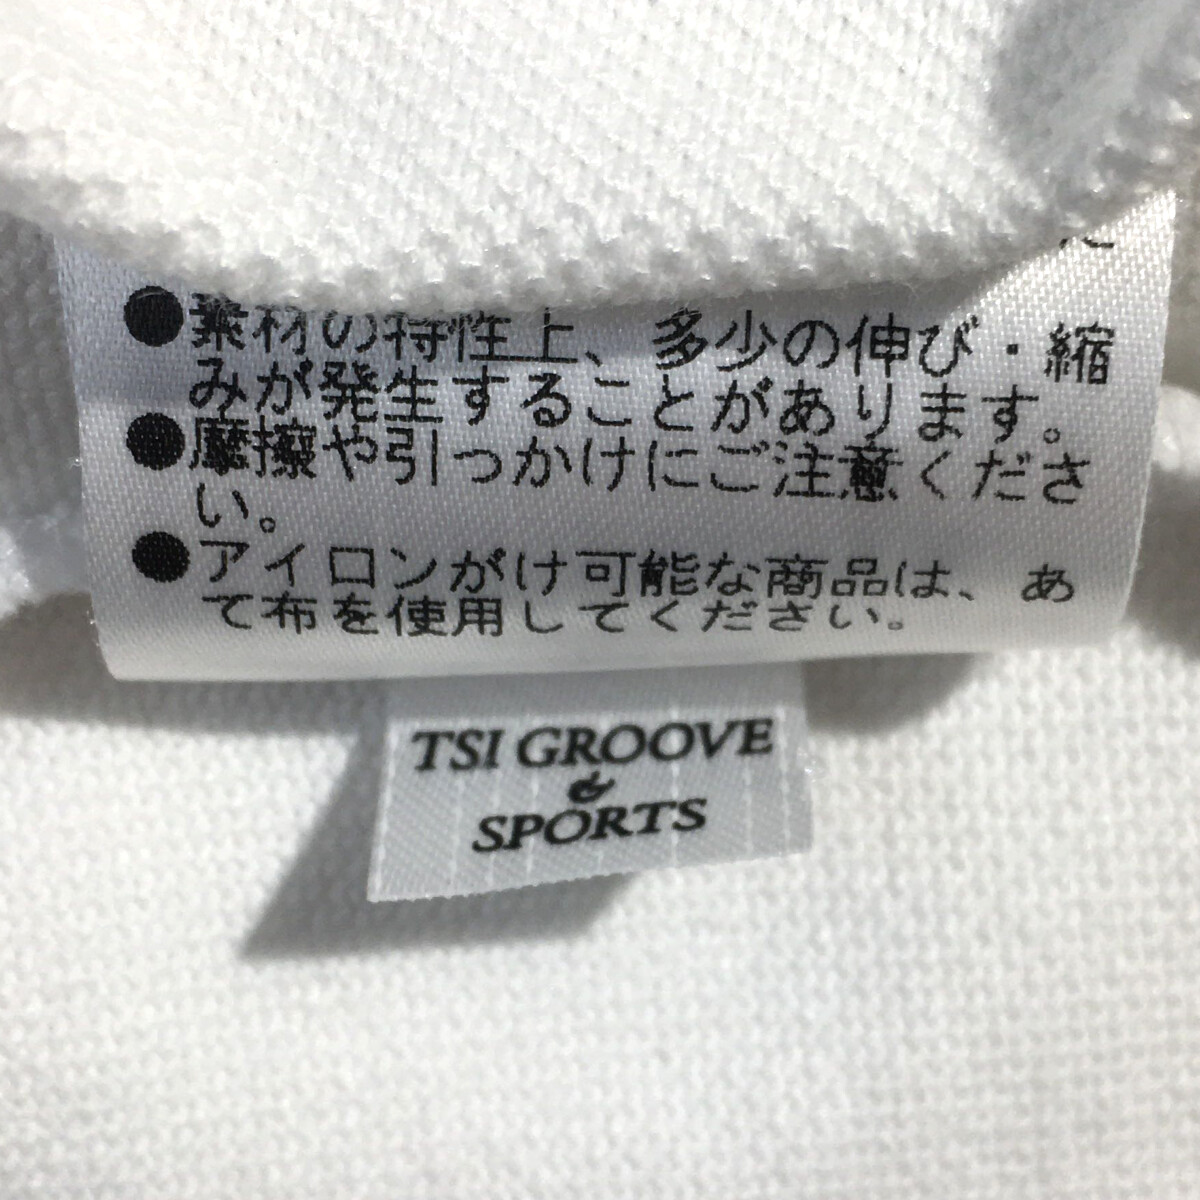 ●素材の特性上、多少の伸び・縮
みが発生することがあります。
●摩擦や引っかけにご注意くださ
い。
●アイロンがけ可能な商品は、あ
て布を使用してください。
TSI GROOVE
&
SPORTS